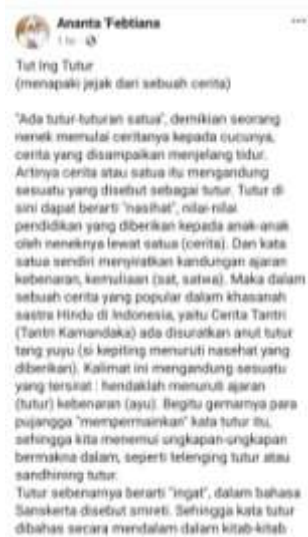 Ananta 'Febtiana
Tut Ing Tutur
(menapaki jejak dari sebuah cerita)
"Ada tutur-tuturan satua", demikian seorang
nenek memulai ceritanya kepada cucunya,
cerita yang disampaikan menjelang tidur.
Artinya cerita atau satua itu mengandung
sesuatu yang disebut sebagai tutur. Tutur di
sini dapat berarti "nasihat", nilai-nilai
pendidikan yang diberikan kepada anak-anak
oleh neneknya lewat satua (cerita). Dan kata
satua sendiri menyiratkan kandungan ajaran
kebenaran, kemuliaan (sat, satwa). Maka dalam
sebuah cerita yang popular dalam khasanah
sastra Hindu di Indonesia, yaitu Cerita Tantri
(Tantri Kamandaka) ada disuratkan anut tutur
tang yuyu (si kepiting menuruti nasehat yang
diberikan). Kalimat ini mengandung sesuatu
yang tersirat : hendaklah menuruti ajaran
(tutur) kebenaran (ayu). Begitu gemarnya para
pujangga "mempermainkan" kata tutur itu,
sehingga kita menemui ungkapan-ungkapan
bermakna dalam, seperti telenging tutur atau
sandhining tutur.
Tutur sebenarnya berarti "ingat", dalam bahasa
Sanskerta disebut smreti. Sehingga kata tutur
dibahas secara mendalam dalam kitab-kitab